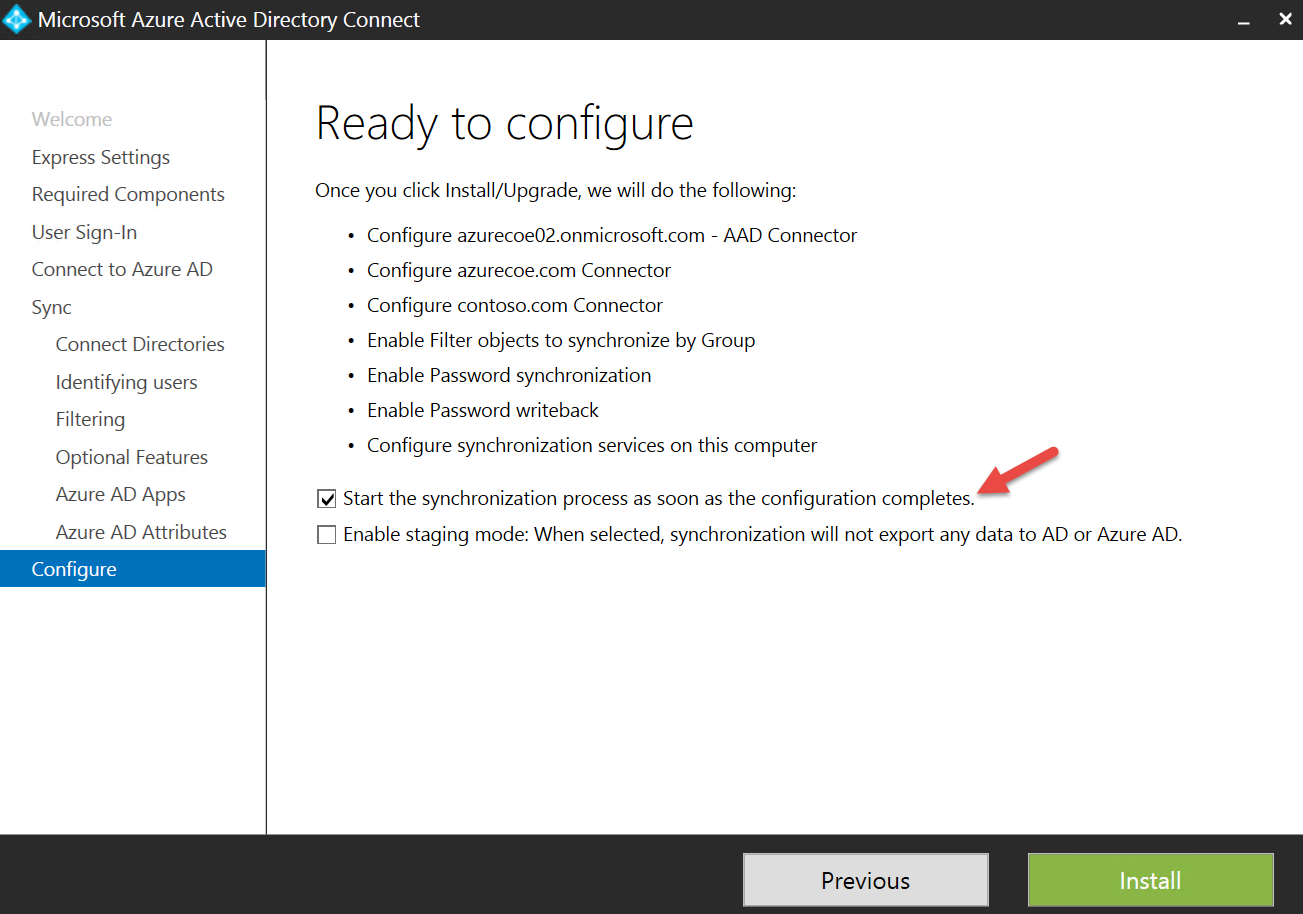 Microsoft Azure Active Directory Connect
Welcome
Express Settings
Required Components
User Sign-In
Connect to Azure AD
Sync
Connect Directories
Identifying users
Filtering
Optional Features
Azure AD Apps
Azure AD Attributes
Configure
Ready to configure
Once you click Install/Upgrade, we will do the following:
• Configure azurecoe02.onmicrosoft.com - AAD Connector
• Configure azurecoe.com Connector
• Configure contoso.com Connector
• Enable Filter objects to synchronize by Group
• Enable Password synchronization
• Enable Password writeback
• Configure synchronization services on this computer
Start the synchronization process as soon as the configuration completes.
Enable staging mode: When selected, synchronization will not export any data to AD or Azure AD.
Previous
Install